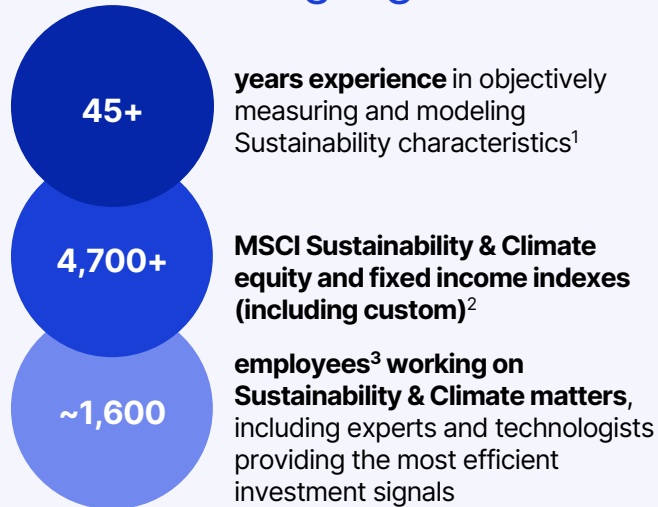 45+
years experience in objectively
measuring and modeling
Sustainability characteristics¹
4,700+
MSCI Sustainability & Climate
equity and fixed income indexes
(including custom)²
~1,600
employees³ working on
Sustainability & Climate matters,
including experts and technologists
providing the most efficient
investment signals